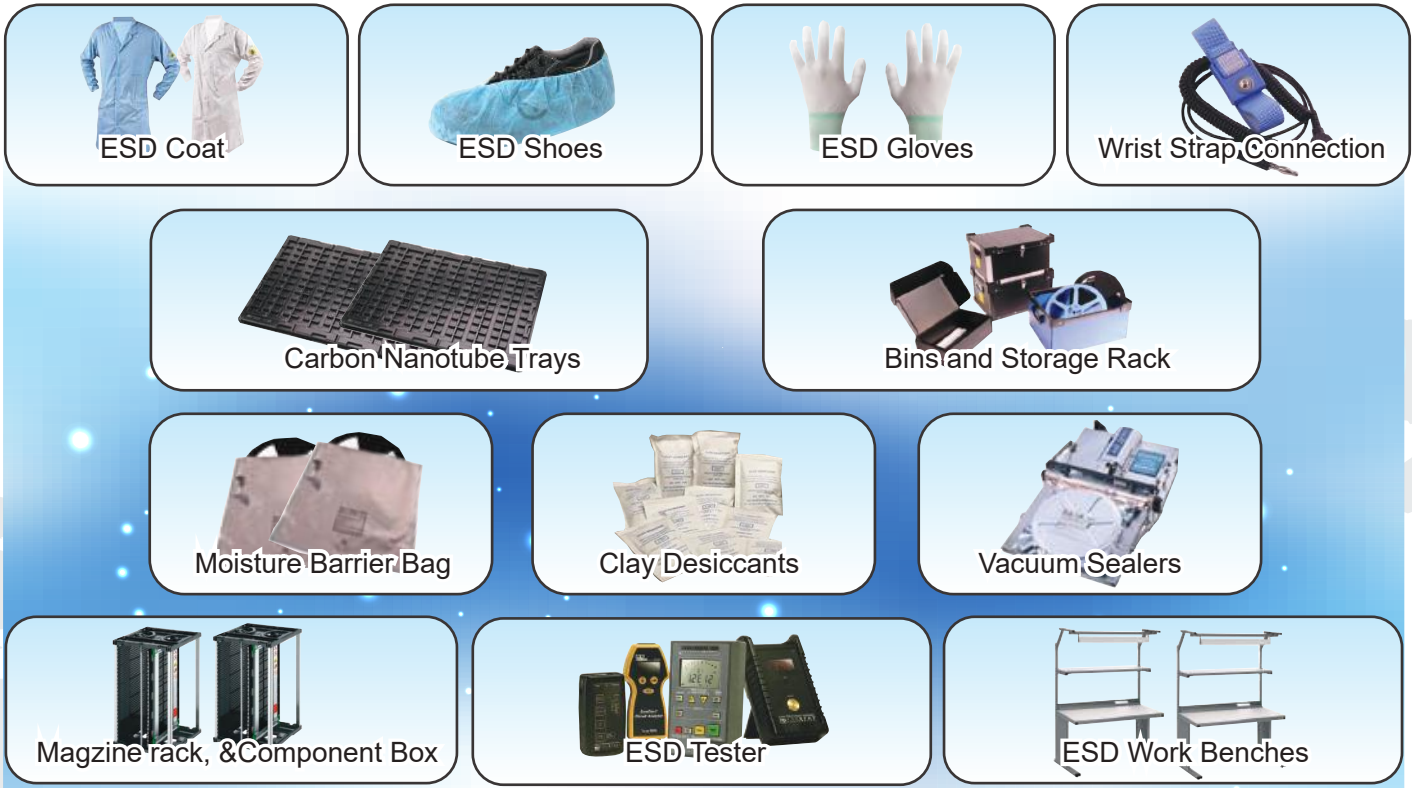 ESD Coat
ESD Shoes
ESD Gloves
Wrist Strap Connection
Carbon Nanotube Trays
Bins and Storage Rack
Moisture Barrier Bag
Clay Desiccants
Vacuum Sealers
Magzine rack, &Component Box
ESD Tester
ESD Work Benches